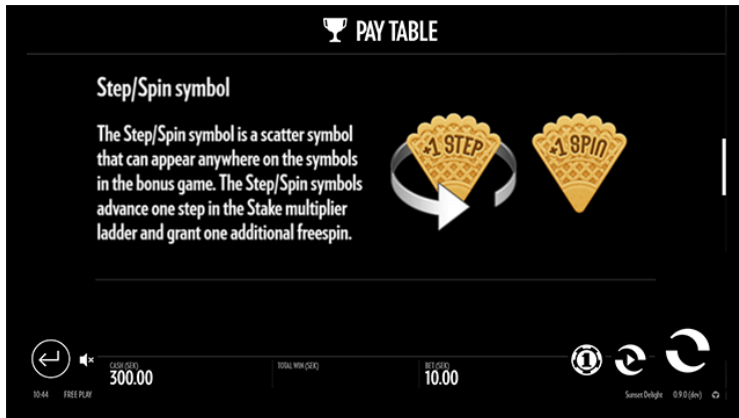 PAY TABLE
Step/Spin symbol
The Step/Spin symbol is a scatter symbol
that can appear anywhere on the symbols
in the bonus game. The Step/Spin symbols
advance one step in the Stake multiplier
ladder and grant one additional freespin.
+1 STEP
+1 SPIN
CASH (SEK)
300.00
TOTAL WIN (SEK)
BET (SEK)
10.00
1
10:44 FREE PLAY
Sunset Delight 0.9.0 (dev)